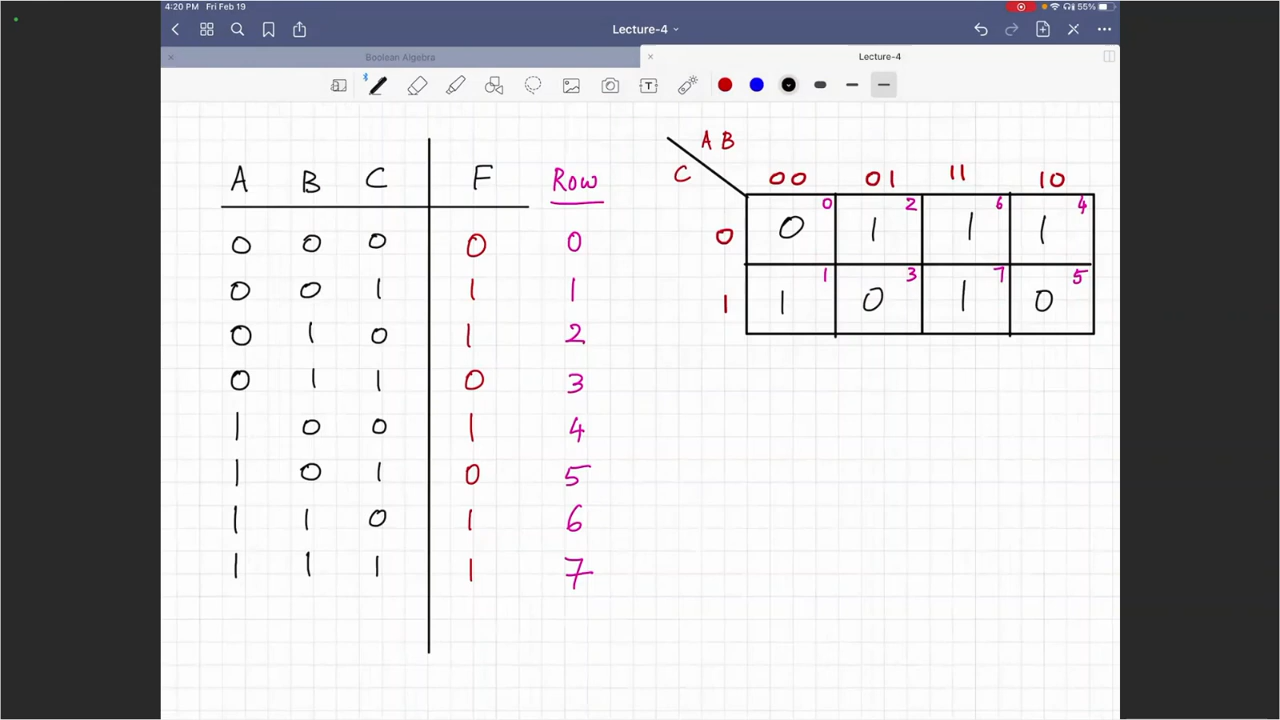 4:20 PM Fri Feb 19
55%
Lecture-4
Boolean Algebra
Lecture-4
T
A B C F Row
0 0 0 0 0
0 0 1 1 1
0 1 0 1 2
0 1 1 0 3
1 0 0 1 4
1 0 1 0 5
1 1 0 1 6
1 1 1 1 7
A B
C
00 01 11 10
0 2 6 4
0 0 1 1 1
1 3 7 5
1 1 0 1 0